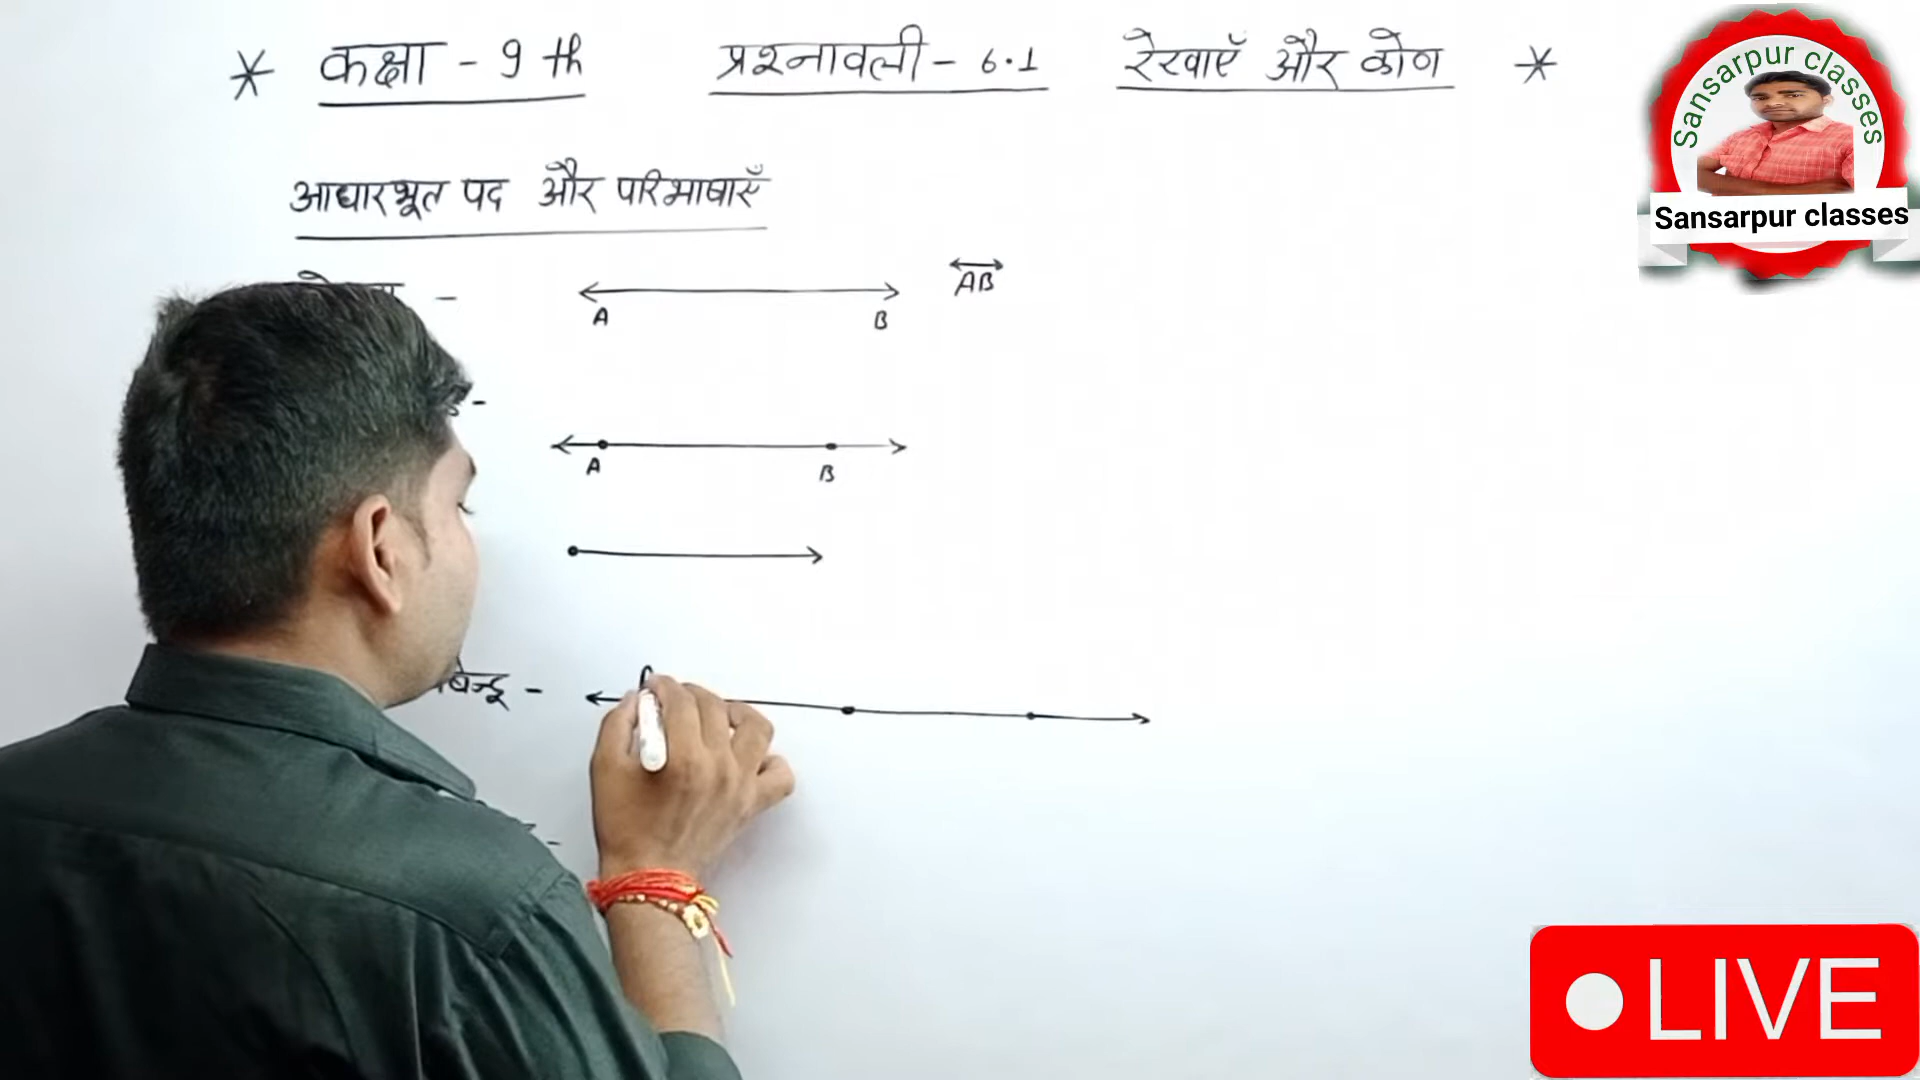 * कक्षा - 9 th प्रश्नावली - 6.1 रेखाएँ और कोण *
Sansarpur classes
Sansarpur classes
आधारभूत पद और परिभाषाएँ
-
AB
A B
-
A B
बिन्दू -
-
LIVE